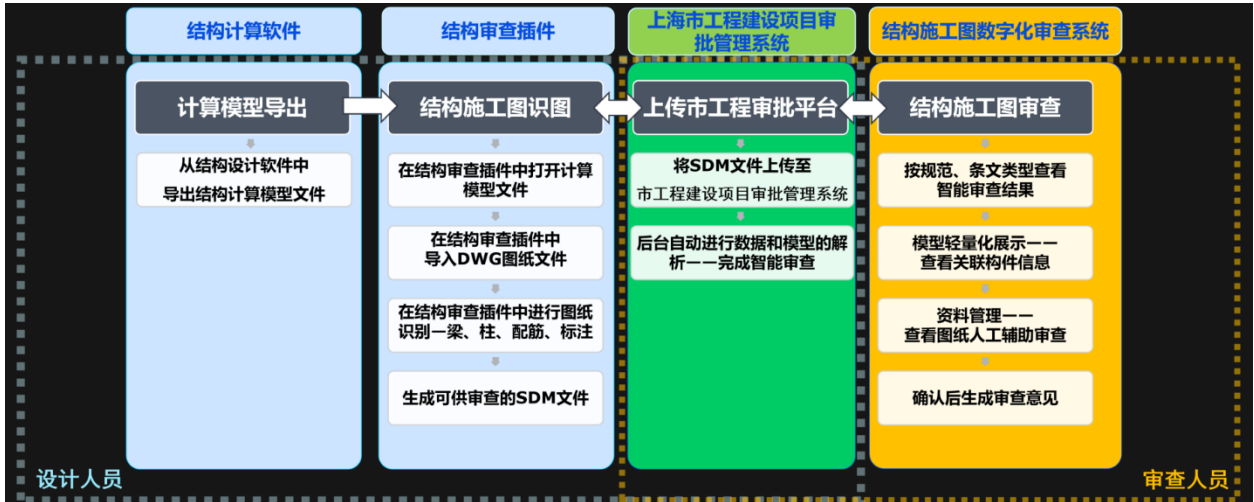 结构计算软件
结构审查插件
上海市工程建设项目审
批管理系统
结构施工图数字化审查系统
计算模型导出
结构施工图识图
上传市工程审批平台
结构施工图审查
从结构设计软件中
导出结构计算模型文件
在结构审查插件中打开计算
模型文件
在结构审查插件中
导入DWG图纸文件
在结构审查插件中进行图纸
识别一梁、柱、配筋、标注
生成可供审查的SDM文件
将SDM文件上传至
市工程建设项目审批管理系统
后台自动进行数据和模型的解
析一一完成智能审查
按规范、条文类型查看
智能审查结果
模型轻量化展示一一
查看关联构件信息
资料管理一一
查看图纸人工辅助审查
确认后生成审查意见
设计人员
审查人员